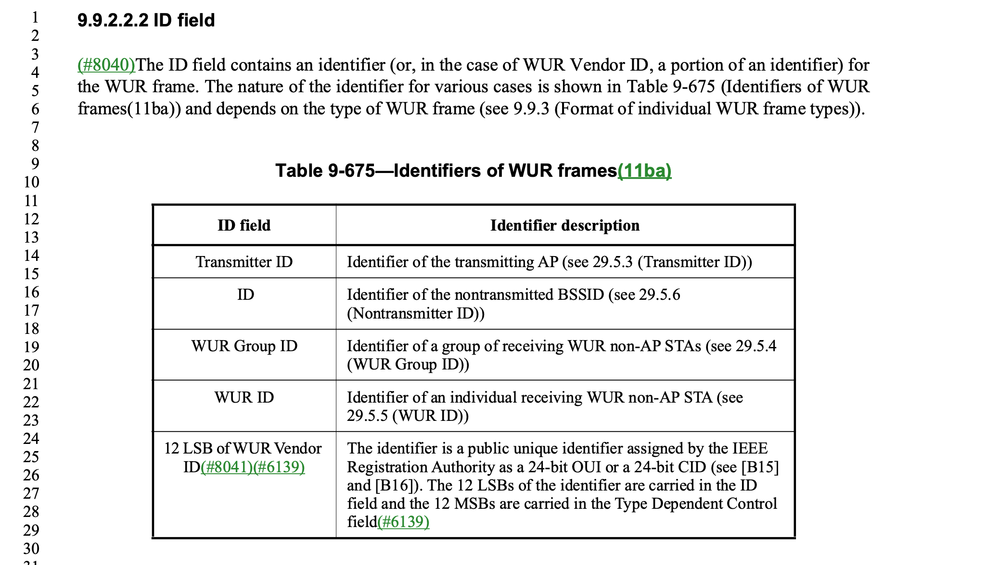 1
9.9.2.2.2 ID field
2
3
(#8040)The ID field contains an identifier (or, in the case of WUR Vendor ID, a portion of an identifier) for
4
the WUR frame. The nature of the identifier for various cases is shown in Table 9-675 (Identifiers of WUR
5
frames(11ba)) and depends on the type of WUR frame (see 9.9.3 (Format of individual WUR frame types)).
6
7
8
9
Table 9-675—Identifiers of WUR frames(11ba)
10
11
12
ID field Identifier description
13
14
Transmitter ID Identifier of the transmitting AP (see 29.5.3 (Transmitter ID))
15
16
ID Identifier of the nontransmitted BSSID (see 29.5.6
17
(Nontransmitter ID))
18
19
WUR Group ID Identifier of a group of receiving WUR non-AP STAs (see 29.5.4
20
(WUR Group ID))
21
22
WUR ID Identifier of an individual receiving WUR non-AP STA (see
23
29.5.5 (WUR ID))
24
12 LSB of WUR Vendor The identifier is a public unique identifier assigned by the IEEE
25
ID(#8041)(#6139) Registration Authority as a 24-bit OUI or a 24-bit CID (see [B15]
26
and [B16]). The 12 LSBs of the identifier are carried in the ID
27
field and the 12 MSBs are carried in the Type Dependent Control
28
field(#6139)
29
30
31